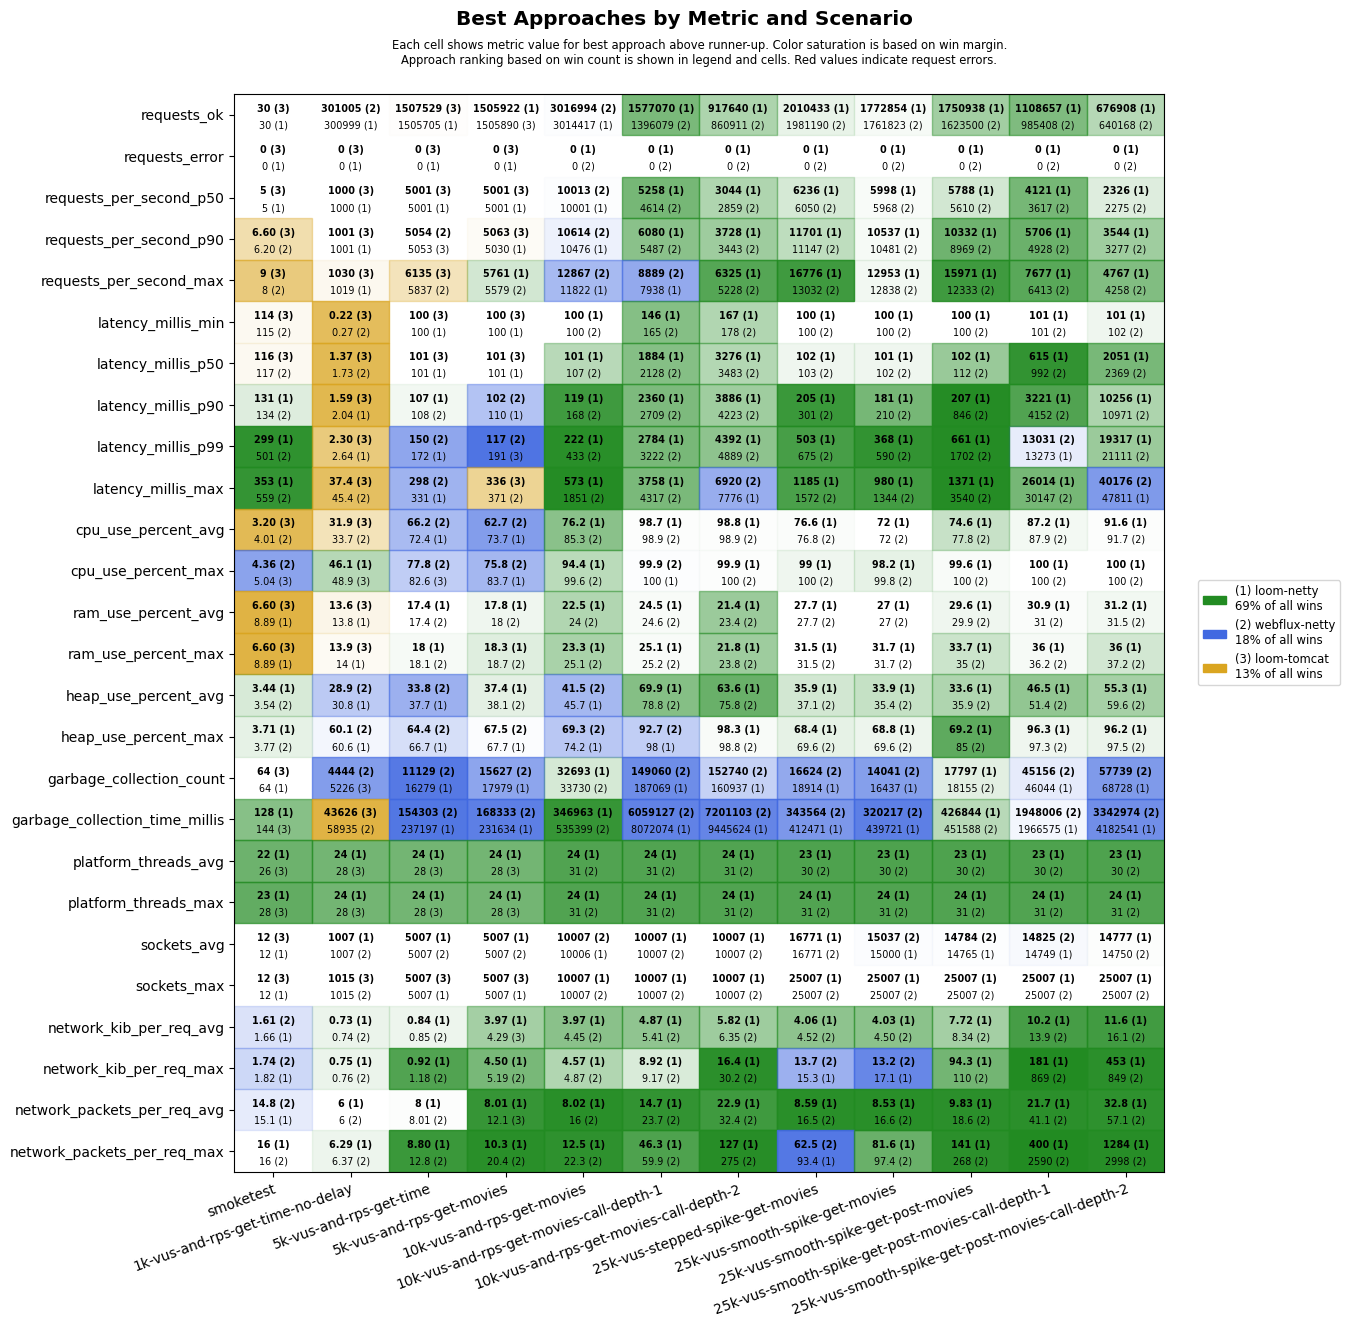 Best Approaches by Metric and Scenario
Each cell shows metric value for best approach above runner-up. Color saturation is based on win margin.
Approach ranking based on win count is shown in legend and cells. Red values indicate request errors.
requests_ok
30 (3) 301005 (2) 1507529 (3) 1505922 (1) 3016994 (2) 1577070 (1) 917640 (1) 2010433 (1) 1772854 (1) 1750938 (1) 1108657 (1) 676908 (1)
30 (1) 300999 (1) 1505705 (1) 1505890 (3) 3014417 (1) 1396079 (2) 860911 (2) 1981190 (2) 1761823 (2) 1623500 (2) 985408 (2) 640168 (2)
requests_error
0 (3) 0 (3) 0 (3) 0 (3) 0 (1) 0 (1) 0 (1) 0 (1) 0 (1) 0 (1) 0 (1) 0 (1)
0 (1) 0 (1) 0 (1) 0 (1) 0 (2) 0 (2) 0 (2) 0 (2) 0 (2) 0 (2) 0 (2) 0 (2)
requests_per_second_p50
5 (3) 1000 (3) 5001 (3) 5001 (3) 10013 (2) 5258 (1) 3044 (1) 6236 (1) 5998 (1) 5788 (1) 4121 (1) 2326 (1)
5 (1) 1000 (1) 5001 (1) 5001 (1) 10001 (1) 4614 (2) 2859 (2) 6050 (2) 5968 (2) 5610 (2) 3617 (2) 2275 (2)
requests_per_second_p90
6.60 (3) 1001 (3) 5054 (2) 5063 (1) 10614 (2) 6080 (1) 3728 (1) 11701 (1) 10537 (1) 10332 (1) 5706 (1) 3544 (1)
6.20 (2) 1001 (1) 5053 (3) 5030 (1) 10476 (1) 5487 (2) 3443 (2) 11147 (2) 10481 (2) 8969 (2) 4928 (2) 3277 (2)
requests_per_second_max
9 (3) 1030 (3) 6135 (3) 5761 (1) 12867 (2) 8889 (2) 6325 (1) 16776 (1) 12953 (1) 15971 (1) 7677 (1) 4767 (1)
8 (2) 1019 (1) 5837 (2) 5579 (2) 11822 (1) 7938 (1) 5228 (2) 13032 (2) 12838 (2) 12333 (2) 6413 (2) 4258 (2)
latency_millis_min
114 (3) 0.22 (3) 100 (3) 100 (3) 100 (1) 146 (1) 167 (1) 100 (1) 100 (1) 100 (1) 101 (1) 101 (1)
115 (2) 0.27 (2) 100 (1) 100 (1) 100 (2) 165 (2) 178 (2) 100 (2) 100 (2) 100 (2) 101 (2) 102 (2)
latency_millis_p50
116 (3) 1.37 (3) 101 (3) 101 (3) 101 (1) 1884 (1) 3276 (1) 102 (1) 101 (1) 102 (1) 615 (1) 2051 (1)
117 (2) 1.73 (2) 101 (1) 101 (1) 107 (2) 2128 (2) 3483 (2) 103 (2) 102 (2) 112 (2) 992 (2) 2369 (2)
latency_millis_p90
131 (1) 1.59 (3) 107 (1) 102 (2) 119 (1) 2360 (1) 3886 (1) 205 (1) 181 (1) 207 (1) 3221 (1) 10256 (1)
134 (2) 2.04 (1) 108 (2) 110 (1) 168 (2) 2709 (2) 4223 (2) 301 (2) 210 (2) 846 (2) 4152 (2) 10971 (2)
latency_millis_p99
299 (1) 2.30 (3) 150 (2) 117 (2) 222 (1) 2784 (1) 4392 (1) 503 (1) 368 (1) 661 (1) 13031 (2) 19317 (1)
501 (2) 2.64 (1) 172 (1) 191 (3) 433 (2) 3222 (2) 4889 (2) 675 (2) 590 (2) 1702 (2) 13273 (1) 21111 (2)
latency_millis_max
353 (1) 37.4 (3) 298 (2) 336 (3) 573 (1) 3758 (1) 6920 (2) 1185 (1) 980 (1) 1371 (1) 26014 (1) 40176 (2)
559 (2) 45.4 (2) 331 (1) 371 (2) 1851 (2) 4317 (2) 7776 (1) 1572 (2) 1344 (2) 3540 (2) 30147 (2) 47811 (1)
cpu_use_percent_avg
3.20 (3) 31.9 (3) 66.2 (2) 62.7 (2) 76.2 (1) 98.7 (1) 98.8 (1) 76.6 (1) 72 (1) 74.6 (1) 87.2 (1) 91.6 (1)
4.01 (2) 33.7 (2) 72.4 (1) 73.7 (1) 85.3 (2) 98.9 (2) 98.9 (2) 76.8 (2) 72 (2) 77.8 (2) 87.9 (2) 91.7 (2)
cpu_use_percent_max
4.36 (2) 46.1 (1) 77.8 (2) 75.8 (2) 94.4 (1) 99.9 (2) 99.9 (1) 99 (1) 98.2 (1) 99.6 (1) 100 (1) 100 (1)
5.04 (3) 48.9 (3) 82.6 (3) 83.7 (1) 99.6 (2) 100 (1) 100 (2) 100 (2) 99.8 (2) 100 (2) 100 (2) 100 (2)
ram_use_percent_avg
6.60 (3) 13.6 (3) 17.4 (1) 17.8 (1) 22.5 (1) 24.5 (1) 21.4 (1) 27.7 (1) 27 (1) 29.6 (1) 30.9 (1) 31.2 (1)
8.89 (1) 13.8 (1) 17.4 (2) 18 (2) 24 (2) 24.6 (2) 23.4 (2) 27.7 (2) 27 (2) 29.9 (2) 31 (2) 31.5 (2)
ram_use_percent_max
6.60 (3) 13.9 (3) 18 (1) 18.3 (1) 23.3 (1) 25.1 (1) 21.8 (1) 31.5 (1) 31.7 (1) 33.7 (1) 36 (1) 36 (1)
8.89 (1) 14 (1) 18.1 (2) 18.7 (2) 25.1 (2) 25.2 (2) 23.8 (2) 31.5 (2) 31.7 (2) 35 (2) 36.2 (2) 37.2 (2)
heap_use_percent_avg
3.44 (1) 28.9 (2) 33.8 (2) 37.4 (1) 41.5 (2) 69.9 (1) 63.6 (1) 35.9 (1) 33.9 (1) 33.6 (1) 46.5 (1) 55.3 (1)
3.54 (2) 30.8 (1) 37.7 (1) 38.1 (2) 45.7 (1) 78.8 (2) 75.8 (2) 37.1 (2) 35.4 (2) 35.9 (2) 51.4 (2) 59.6 (2)
heap_use_percent_max
3.71 (1) 60.1 (2) 64.4 (2) 67.5 (2) 69.3 (2) 92.7 (2) 98.3 (1) 68.4 (1) 68.8 (1) 69.2 (1) 96.3 (1) 96.2 (1)
3.77 (2) 60.6 (1) 66.7 (1) 67.7 (1) 74.2 (1) 98 (1) 98.8 (2) 69.6 (2) 69.6 (2) 85 (2) 97.3 (2) 97.5 (2)
garbage_collection_count
64 (3) 4444 (2) 11129 (2) 15627 (2) 32693 (1) 149060 (2) 152740 (2) 16624 (2) 14041 (2) 17797 (1) 45156 (2) 57739 (2)
64 (1) 5226 (3) 16279 (1) 17979 (1) 33730 (2) 187069 (1) 160937 (1) 18914 (1) 16437 (1) 18155 (2) 46044 (1) 68728 (1)
garbage_collection_time_millis
128 (1) 43626 (3) 154303 (2) 168333 (2) 346963 (1) 6059127 (2) 7201103 (2) 343564 (2) 320217 (2) 426844 (1) 1948006 (2) 3342974 (2)
144 (3) 58935 (2) 237197 (1) 231634 (1) 535399 (2) 8072074 (1) 9445624 (1) 412471 (1) 439721 (1) 451588 (2) 1966575 (1) 4182541 (1)
platform_threads_avg
22 (1) 24 (1) 24 (1) 24 (1) 24 (1) 24 (1) 24 (1) 23 (1) 23 (1) 23 (1) 23 (1) 23 (1)
26 (3) 28 (3) 28 (3) 28 (3) 31 (2) 31 (2) 31 (2) 30 (2) 30 (2) 30 (2) 30 (2) 30 (2)
platform_threads_max
23 (1) 24 (1) 24 (1) 24 (1) 24 (1) 24 (1) 24 (1) 24 (1) 24 (1) 24 (1) 24 (1) 24 (1)
28 (3) 28 (3) 28 (3) 28 (3) 31 (2) 31 (2) 31 (2) 31 (2) 31 (2) 31 (2) 31 (2) 31 (2)
sockets_avg
12 (3) 1007 (1) 5007 (1) 5007 (1) 10007 (2) 10007 (1) 10007 (1) 16771 (1) 15037 (2) 14784 (2) 14825 (2) 14777 (1)
12 (1) 1007 (2) 5007 (2) 5007 (2) 10006 (1) 10007 (2) 10007 (2) 16771 (2) 15000 (1) 14765 (1) 14749 (1) 14750 (2)
sockets_max
12 (3) 1015 (3) 5007 (3) 5007 (3) 10007 (1) 10007 (1) 10007 (1) 25007 (1) 25007 (1) 25007 (1) 25007 (1) 25007 (1)
12 (1) 1015 (2) 5007 (1) 5007 (1) 10007 (2) 10007 (2) 10007 (2) 25007 (2) 25007 (2) 25007 (2) 25007 (2) 25007 (2)
network_kib_per_req_avg
1.61 (2) 0.73 (1) 0.84 (1) 3.97 (1) 3.97 (1) 4.87 (1) 5.82 (1) 4.06 (1) 4.03 (1) 7.72 (1) 10.2 (1) 11.6 (1)
1.66 (1) 0.74 (2) 0.85 (2) 4.29 (3) 4.45 (2) 5.41 (2) 6.35 (2) 4.52 (2) 4.50 (2) 8.34 (2) 13.9 (2) 16.1 (2)
network_kib_per_req_max
1.74 (2) 0.75 (1) 0.92 (1) 4.50 (1) 4.57 (1) 8.92 (1) 16.4 (1) 13.7 (2) 13.2 (2) 94.3 (1) 181 (1) 453 (1)
1.82 (1) 0.76 (2) 1.18 (2) 5.19 (2) 4.87 (2) 9.17 (2) 30.2 (2) 15.3 (1) 17.1 (1) 110 (2) 869 (2) 849 (2)
network_packets_per_req_avg
14.8 (2) 6 (1) 8 (1) 8.01 (1) 8.02 (1) 14.7 (1) 22.9 (1) 8.59 (1) 8.53 (1) 9.83 (1) 21.7 (1) 32.8 (1)
15.1 (1) 6 (2) 8.01 (2) 12.1 (3) 16 (2) 23.7 (2) 32.4 (2) 16.5 (2) 16.6 (2) 18.6 (2) 41.1 (2) 57.1 (2)
network_packets_per_req_max
16 (1) 6.29 (1) 8.80 (1) 10.3 (1) 12.5 (1) 46.3 (1) 127 (1) 62.5 (2) 81.6 (1) 141 (1) 400 (1) 1284 (1)
16 (2) 6.37 (2) 12.8 (2) 20.4 (2) 22.3 (2) 59.9 (2) 275 (2) 93.4 (1) 97.4 (2) 268 (2) 2590 (2) 2998 (2)
smoketest
1k-vus-and-rps-get-time-no-delay
5k-vus-and-rps-get-time
5k-vus-and-rps-get-movies
10k-vus-and-rps-get-movies
10k-vus-and-rps-get-movies-call-depth-1
10k-vus-and-rps-get-movies-call-depth-2
25k-vus-stepped-spike-get-movies
25k-vus-smooth-spike-get-movies
25k-vus-smooth-spike-get-post-movies
25k-vus-smooth-spike-get-post-movies-call-depth-1
25k-vus-smooth-spike-get-post-movies-call-depth-2
(1) loom-netty
69% of all wins
(2) webflux-netty
18% of all wins
(3) loom-tomcat
13% of all wins